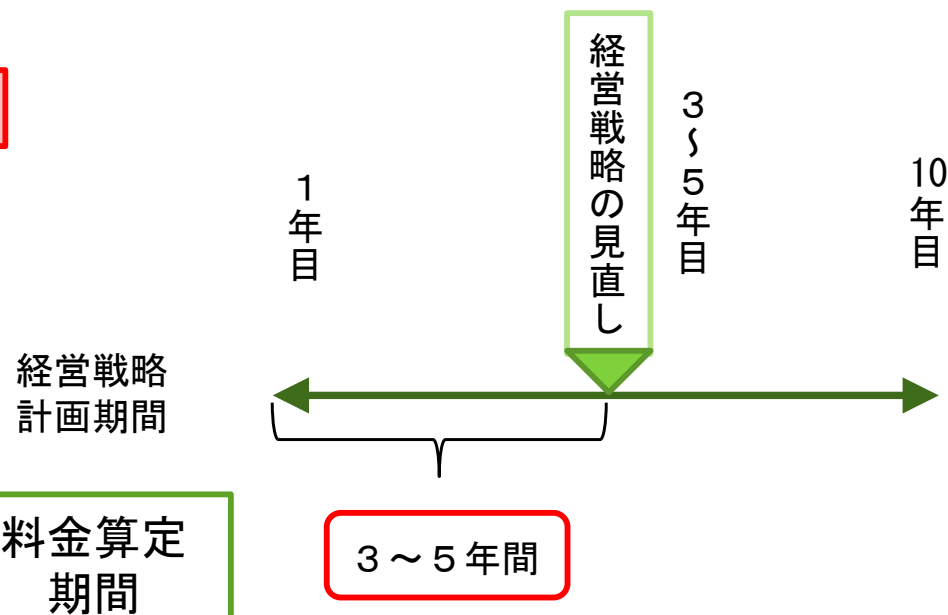 経営戦略の見直し
1年目
3～5年目
10年目
経営戦略
計画期間
料金算定
期間
3～5年間